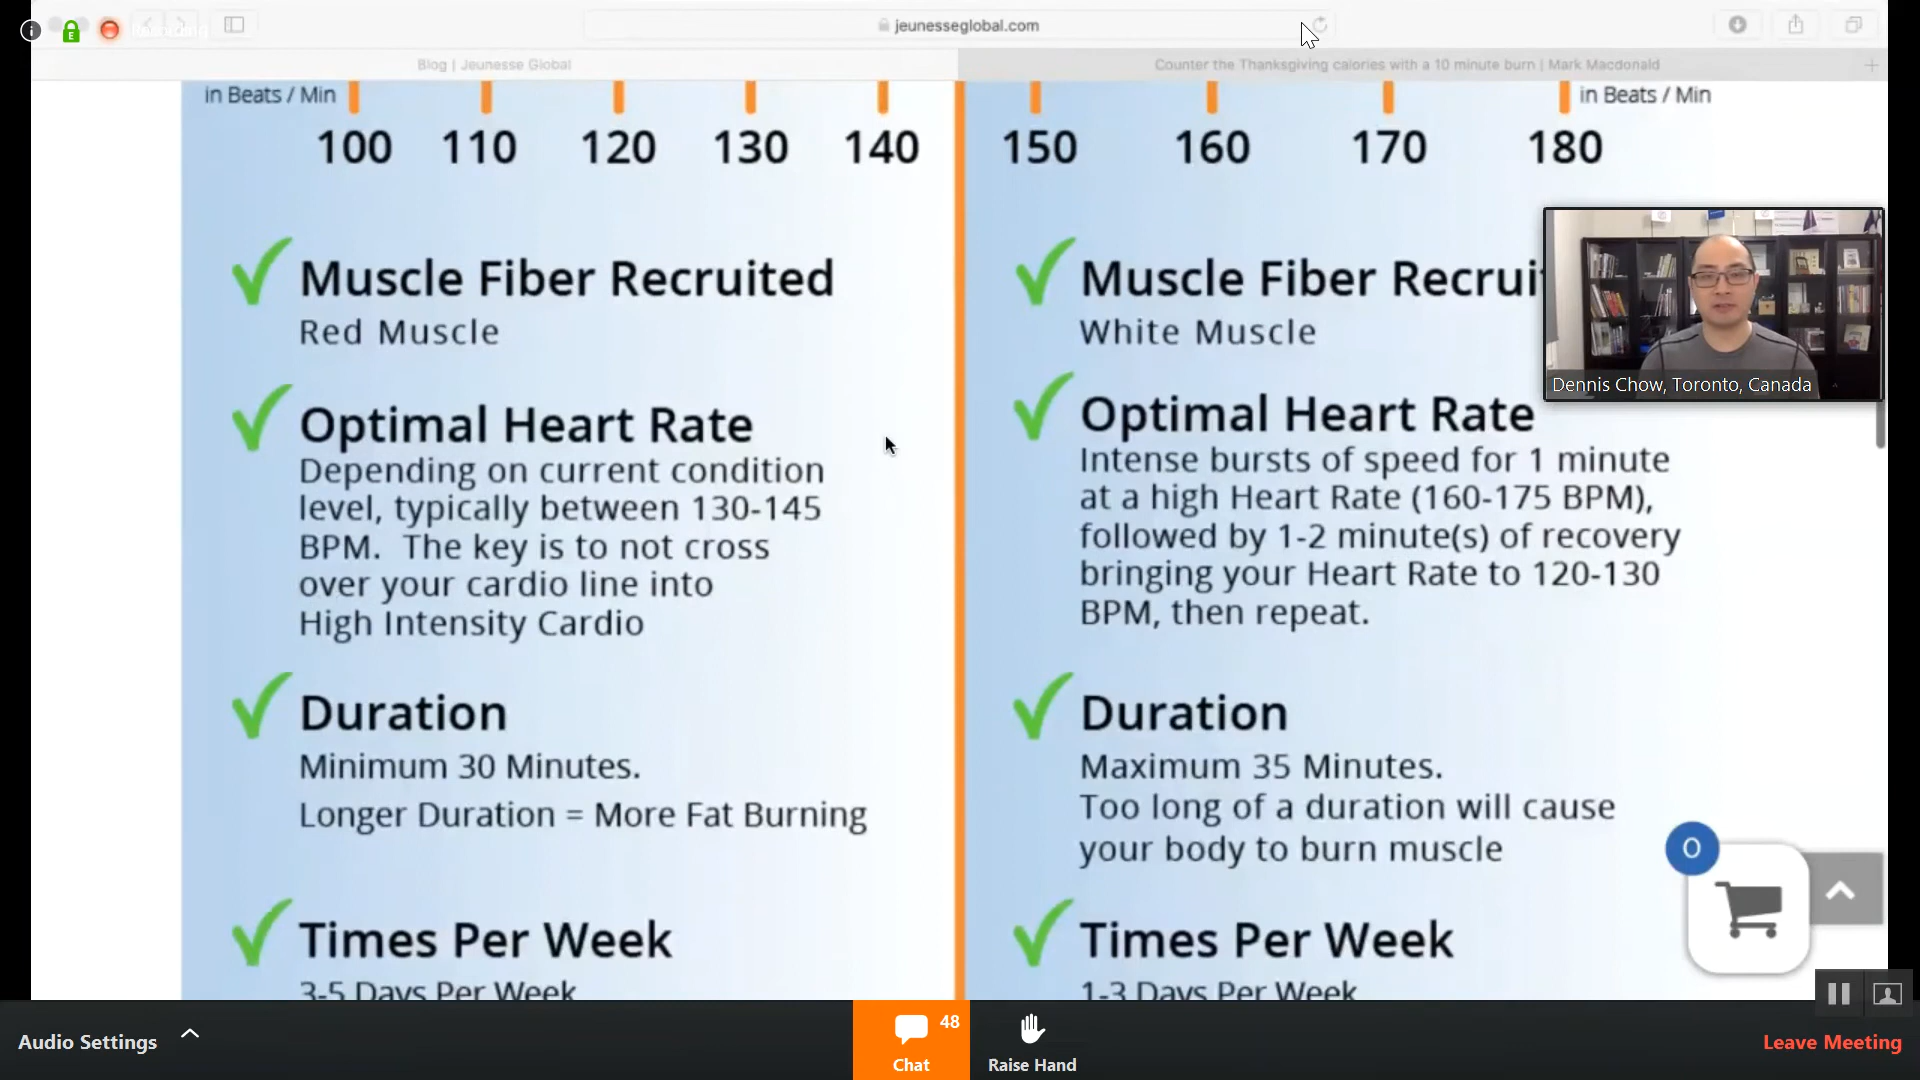 Recording
jeunesseglobal.com
Blog | Jeunesse Global
Counter the Thanksgiving calories with a 10 minute burn | Mark Macdonald
in Beats / Min
100 110 120 130 140
150 160 170 180
in Beats / Min
Muscle Fiber Recruited
Red Muscle
Optimal Heart Rate
Depending on current condition
level, typically between 130-145
BPM. The key is to not cross
over your cardio line into
High Intensity Cardio
Duration
Minimum 30 Minutes.
Longer Duration = More Fat Burning
Times Per Week
3-5 Days Per Week
Muscle Fiber Recrui
White Muscle
Optimal Heart Rate
Intense bursts of speed for 1 minute
at a high Heart Rate (160-175 BPM),
followed by 1-2 minute(s) of recovery
bringing your Heart Rate to 120-130
BPM, then repeat.
Duration
Maximum 35 Minutes.
Too long of a duration will cause
your body to burn muscle
Times Per Week
1-3 Days Per Week
Dennis Chow, Toronto, Canada
0
Audio Settings
48
Chat
Raise Hand
Leave Meeting